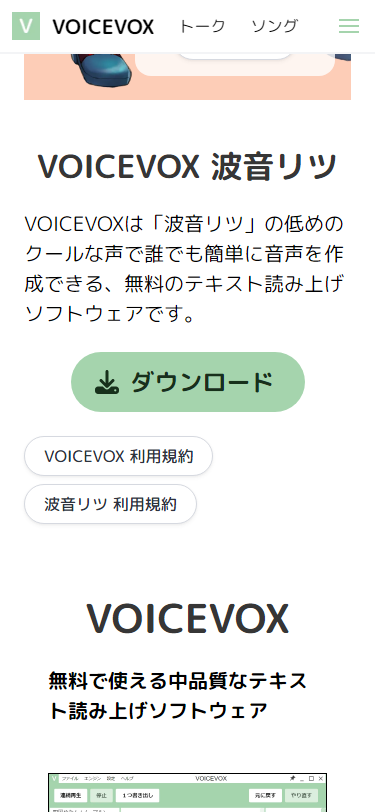 V VOICEVOX トーク ソング
VOICEVOX 波音リツ
VOICEVOXは「波音リツ」の低めの
クールな声で誰でも簡単に音声を作
成できる、無料のテキスト読み上げ
ソフトウェアです。
ダウンロード
VOICEVOX 利用規約
波音リツ 利用規約
VOICEVOX
無料で使える中品質なテキス
ト読み上げソフトウェア
V ファイル エンジン 設定 ヘルプ VOICEVOX
連続再生 停止 1つ書き出し 元に戻す やり直す